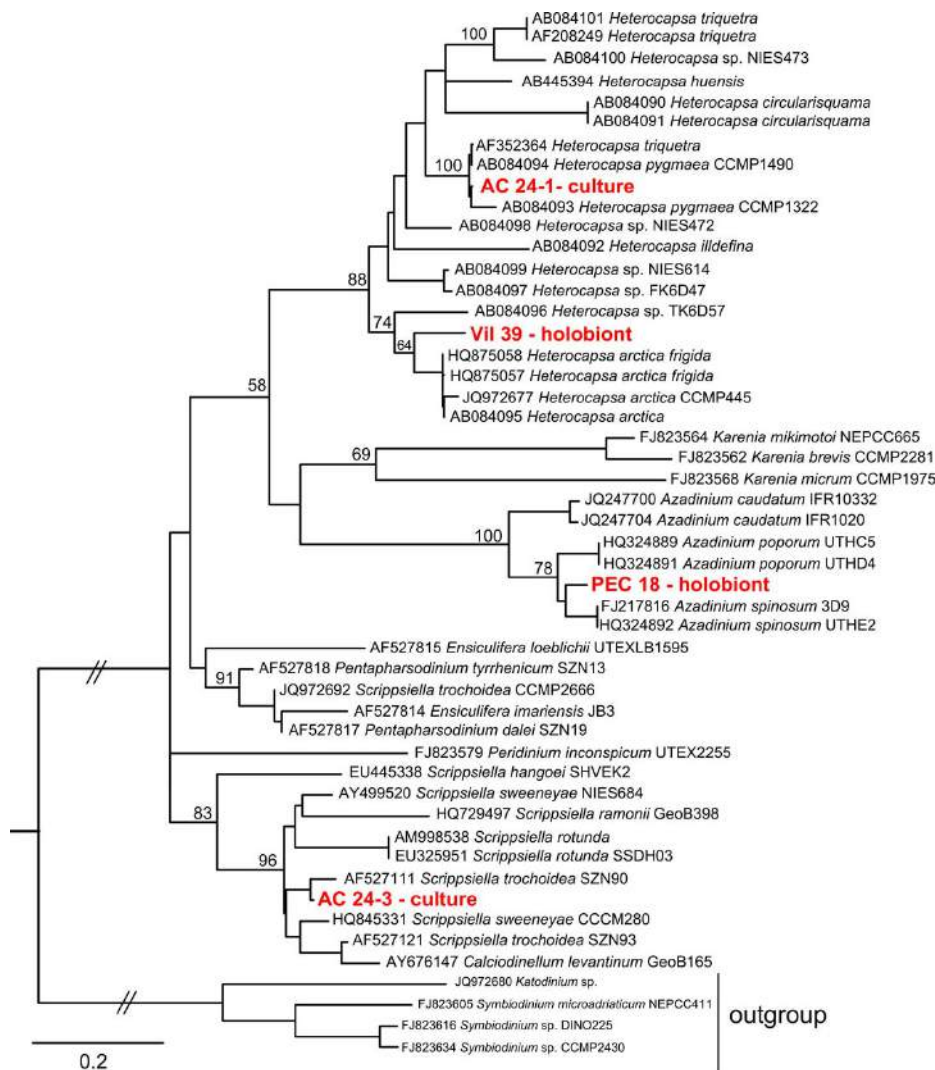 AB084101 Heterocapsa triquetra
AF208249 Heterocapsa triquetra
100
AB084100 Heterocapsa sp. NIES473
AB445394 Heterocapsa huensis
AB084090 Heterocapsa circularisquama
AB084091 Heterocapsa circularisquama
AF352364 Heterocapsa triquetra
100
AB084094 Heterocapsa pygmaea CCMP1490
AC 24-1- culture
AB084093 Heterocapsa pygmaea CCMP1322
AB084098 Heterocapsa sp. NIES472
AB084092 Heterocapsa illdefina
AB084099 Heterocapsa sp. NIES614
88
AB084097 Heterocapsa sp. FK6D47
AB084096 Heterocapsa sp. TK6D57
74
Vil 39 - holobiont
64
HQ875058 Heterocapsa arctica frigida
HQ875057 Heterocapsa arctica frigida
58
JQ972677 Heterocapsa arctica CCMP445
AB084095 Heterocapsa arctica
FJ823564 Karenia mikimotoi NEPCC665
69
FJ823562 Karenia brevis CCMP2281
FJ823568 Karenia micrum CCMP1975
JQ247700 Azadinium caudatum IFR10332
JQ247704 Azadinium caudatum IFR1020
100
HQ324889 Azadinium poporum UTHC5
HQ324891 Azadinium poporum UTHD4
78
PEC 18 - holobiont
FJ217816 Azadinium spinosum 3D9
HQ324892 Azadinium spinosum UTHE2
AF527815 Ensiculifera loeblichii UTEXLB1595
AF527818 Pentapharsodinium tyrrhenicum SZN13
91
JQ972692 Scrippsiella trochoidea CCMP2666
AF527814 Ensiculifera imariensis JB3
AF527817 Pentapharsodinium dalei SZN19
FJ823579 Peridinium inconspicum UTEX2255
EU445338 Scrippsiella hangoei SHVEK2
AY499520 Scrippsiella sweeneyae NIES684
83
HQ729497 Scrippsiella ramonii GeoB398
AM998538 Scrippsiella rotunda
EU325951 Scrippsiella rotunda SSDH03
96
AF527111 Scrippsiella trochoidea SZN90
AC 24-3 - culture
HQ845331 Scrippsiella sweeneyae CCCM280
AF527121 Scrippsiella trochoidea SZN93
AY676147 Calciodinellum levantinum GeoB165
JQ972680 Katodinium sp.
FJ823605 Symbiodinium microadriaticum NEPCC411
outgroup
FJ823616 Symbiodinium sp. DINO225
FJ823634 Symbiodinium sp. CCMP2430
0.2